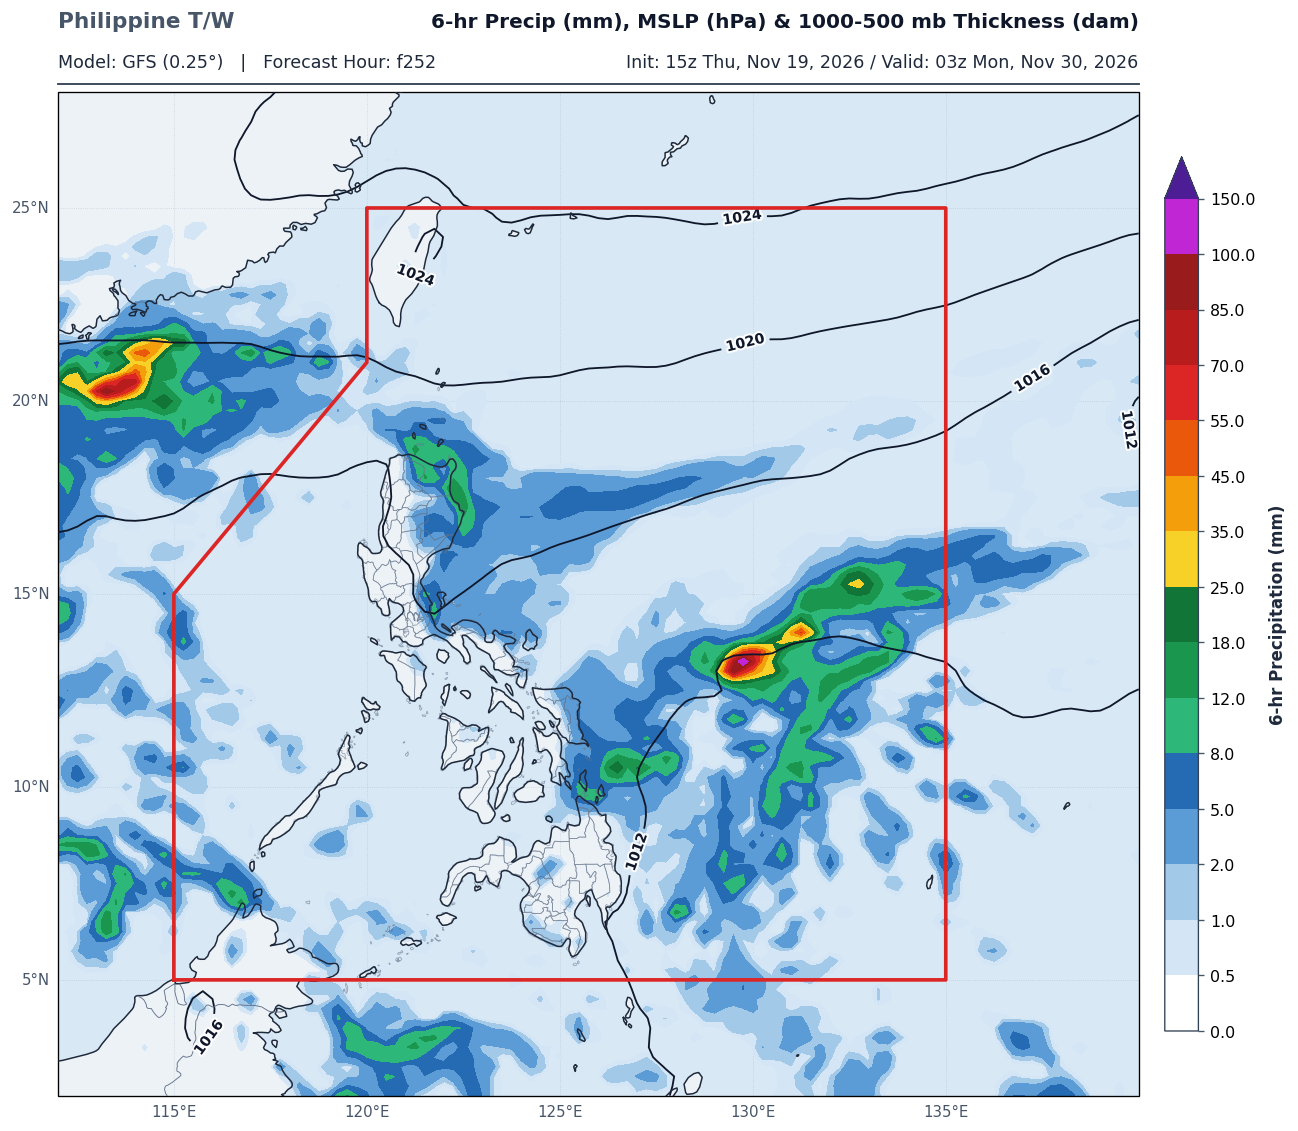 Philippine T/W
6-hr Precip (mm), MSLP (hPa) & 1000-500 mb Thickness (dam)
Model: GFS (0.25°)   |   Forecast Hour: f252
Init: 15z Thu, Nov 19, 2026 / Valid: 03z Mon, Nov 30, 2026
25°N
20°N
15°N
10°N
5°N
115°E
120°E
125°E
130°E
135°E
1024
1024
1020
1016
1012
1012
1016
150.0
100.0
85.0
70.0
55.0
45.0
35.0
25.0
18.0
12.0
8.0
5.0
2.0
1.0
0.5
0.0
6-hr Precipitation (mm)